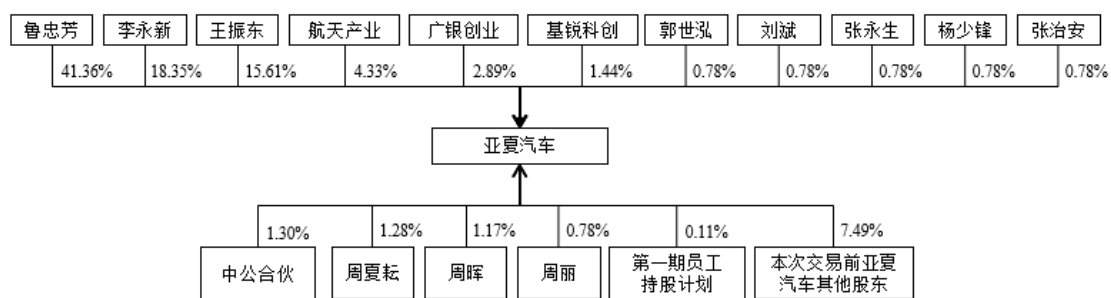 鲁忠芳 李永新 王振东 航天产业 广银创业 基锐科创 郭世泓 刘斌 张永生 杨少锋 张治安
41.36% 18.35% 15.61% 4.33% 2.89% 1.44% 0.78% 0.78% 0.78% 0.78% 0.78%
亚夏汽车
1.30% 1.28% 1.17% 0.78% 0.11% 7.49%
中公合伙 周夏耘 周晖 周丽 第一期员工 本次交易前亚夏
持股计划 汽车其他股东